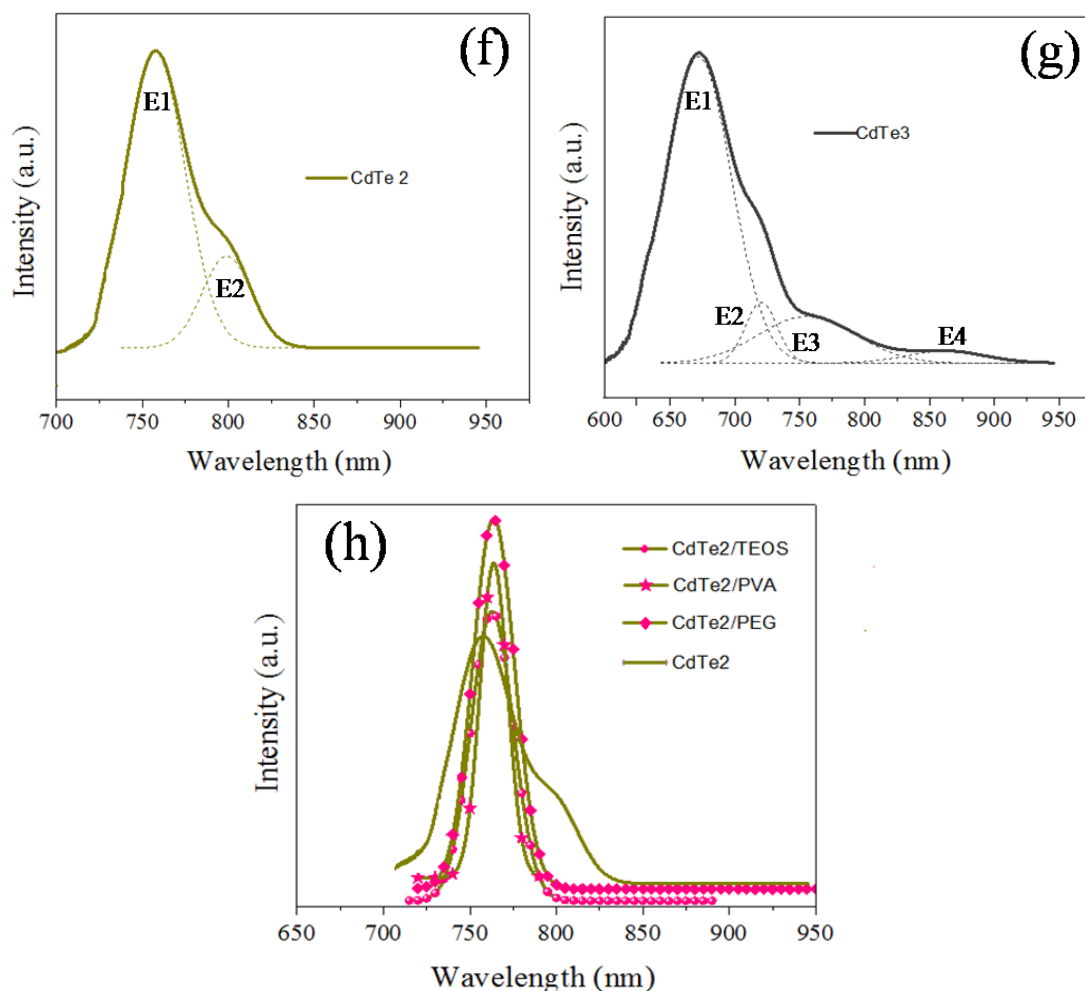 (f)
E1
E2
CdTe 2
Intensity (a.u.)
700 750 800 850 900 950
Wavelength (nm)
(g)
E1
E2
E3
E4
CdTe3
Intensity (a.u.)
600 650 700 750 800 850 900 950
Wavelength (nm)
(h)
CdTe2/TEOS
CdTe2/PVA
CdTe2/PEG
CdTe2
Intensity (a.u.)
650 700 750 800 850 900 950
Wavelength (nm)